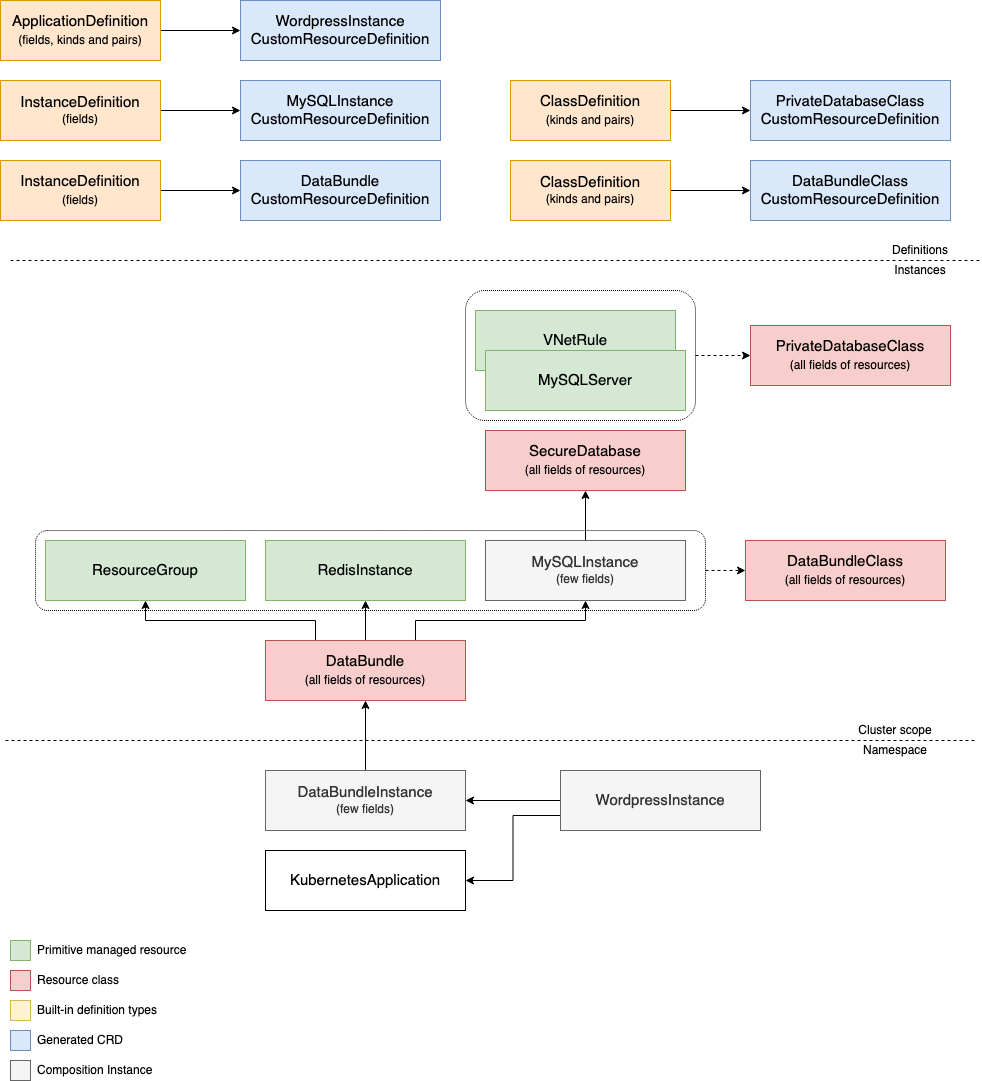 ApplicationDefinition
(fields, kinds and pairs)
WordpressInstance
CustomResourceDefinition
InstanceDefinition
(fields)
MySQLInstance
CustomResourceDefinition
ClassDefinition
(kinds and pairs)
PrivateDatabaseClass
CustomResourceDefinition
InstanceDefinition
(fields)
DataBundle
CustomResourceDefinition
ClassDefinition
(kinds and pairs)
DataBundleClass
CustomResourceDefinition
Definitions
Instances
VNetRule
MySQLServer
PrivateDatabaseClass
(all fields of resources)
SecureDatabase
(all fields of resources)
ResourceGroup
RedisInstance
MySQLInstance
(few fields)
DataBundleClass
(all fields of resources)
DataBundle
(all fields of resources)
Cluster scope
Namespace
DataBundleInstance
(few fields)
WordpressInstance
KubernetesApplication
Primitive managed resource
Resource class
Built-in definition types
Generated CRD
Composition Instance